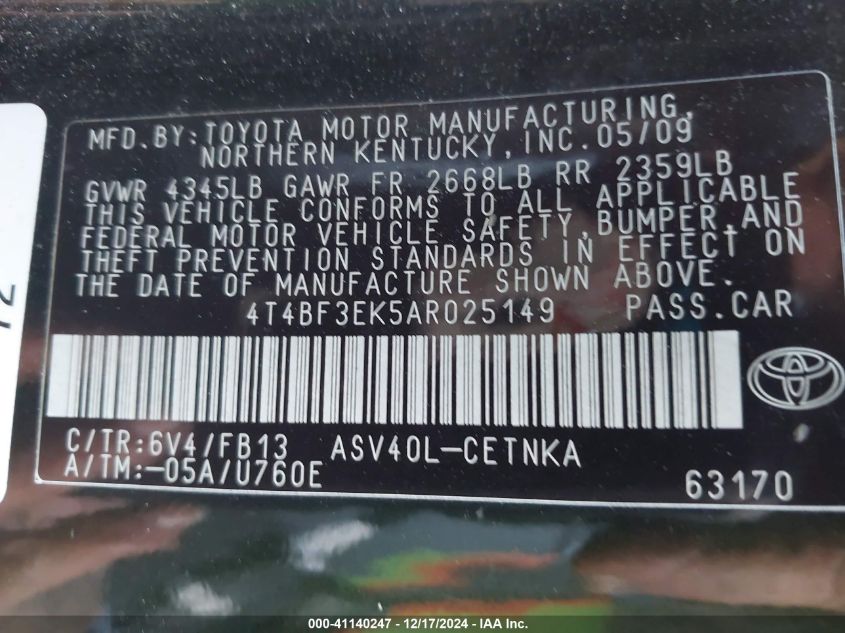 MFD.BY:TOYOTA MOTOR MANUFACTURING,
NORTHERN KENTUCKY, INC. 05/09
GVWR 4345LB GAWR FR 2668LB RR 2359LB
THIS VEHICLE CONFORMS TO ALL APPLICABLE
FEDERAL MOTOR VEHICLE SAFETY, BUMPER, AND
THEFT PREVENTION STANDARDS IN EFFECT ON
THE DATE OF MANUFACTURE SHOWN ABOVE.
4T4BF3EK5AR025149 PASS.CAR
C/TR:6V4/FB13 ASV40L-CETNKA
A/TM:-05A/U760E
63170
000-41140247 - 12/17/2024 - IAA Inc.